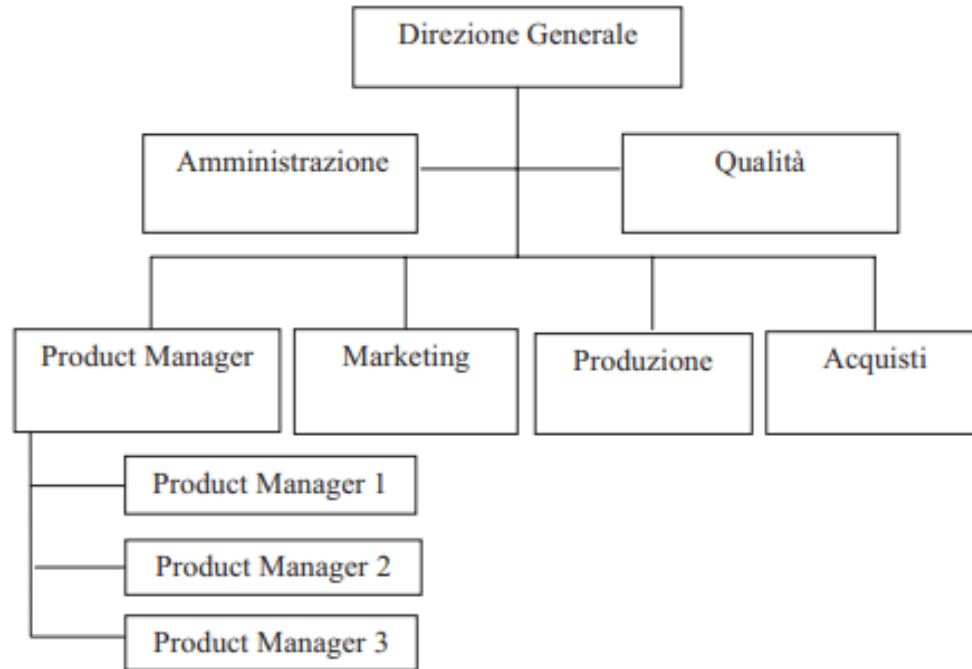 Direzione Generale
Amministrazione
Qualità
Product Manager
Marketing
Produzione
Acquisti
Product Manager 1
Product Manager 2
Product Manager 3